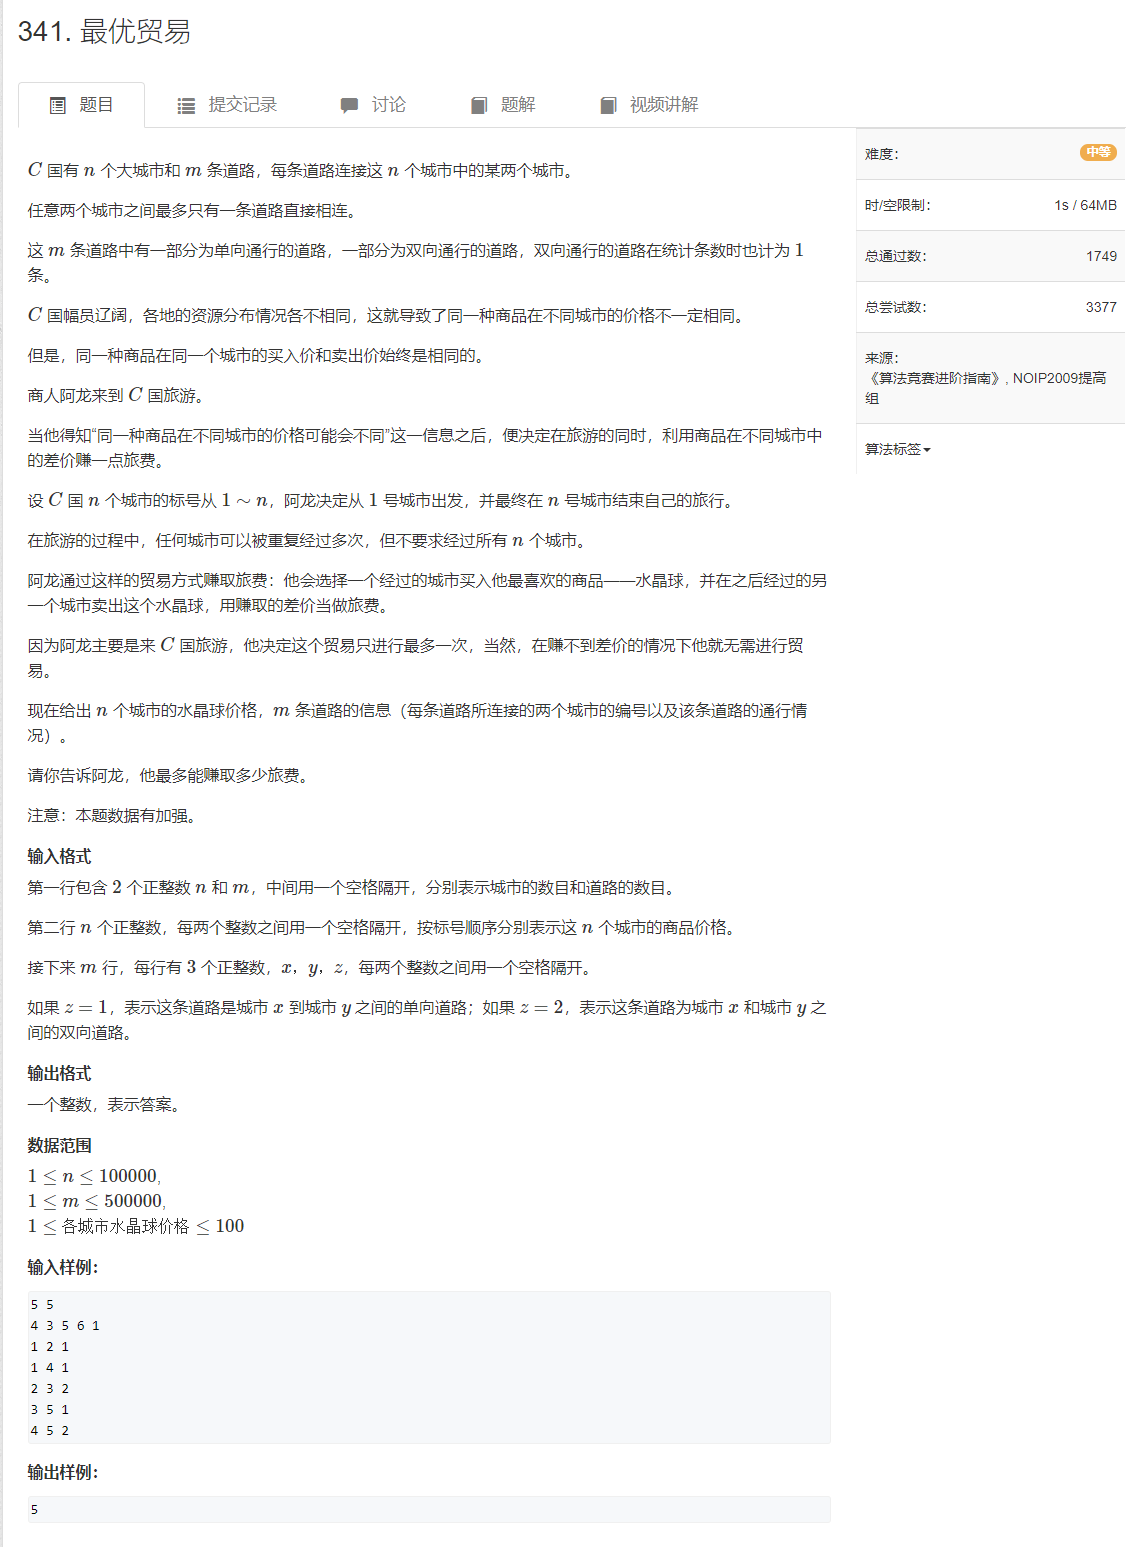 341. 最优贸易
题目 提交记录 讨论 题解 视频讲解
C 国有 n 个大城市和 m 条道路，每条道路连接这 n 个城市中的某两个城市。
任意两个城市之间最多只有一条道路直接相连。
这 m 条道路中有一部分为单向通行的道路，一部分为双向通行的道路，双向通行的道路在统计条数时也计为 1
条。
C 国幅员辽阔，各地的资源分布情况各不相同，这就导致了同一种商品在不同城市的价格不一定相同。
但是，同一种商品在同一个城市的买入价和卖出价始终是相同的。
商人阿龙来到 C 国旅游。
当他得知“同一种商品在不同城市的价格可能会不同”这一信息之后，便决定在旅游的同时，利用商品在不同城市中
的差价赚一点旅费。
设 C 国 n 个城市的标号从 1 ∼ n，阿龙决定从 1 号城市出发，并最终在 n 号城市结束自己的旅行。
在旅游的过程中，任何城市可以被重复经过多次，但不要求经过所有 n 个城市。
阿龙通过这样的贸易方式赚取旅费：他会选择一个经过的城市买入他最喜欢的商品——水晶球，并在之后经过的另
一个城市卖出这个水晶球，用赚取的差价当做旅费。
因为阿龙主要是来 C 国旅游，他决定这个贸易只进行最多一次，当然，在赚不到差价的情况下他就无需进行贸
易。
现在给出 n 个城市的水晶球价格，m 条道路的信息（每条道路所连接的两个城市的编号以及该条道路的通行情
况）。
请你告诉阿龙，他最多能赚取多少旅费。
注意：本题数据有加强。
输入格式
第一行包含 2 个正整数 n 和 m，中间用一个空格隔开，分别表示城市的数目和道路的数目。
第二行 n 个正整数，每两个整数之间用一个空格隔开，按标号顺序分别表示这 n 个城市的商品价格。
接下来 m 行，每行有 3 个正整数，x，y，z，每两个整数之间用一个空格隔开。
如果 z = 1，表示这条道路是城市 x 到城市 y 之间的单向道路；如果 z = 2，表示这条道路为城市 x 和城市 y 之
间的双向道路。
输出格式
一个整数，表示答案。
数据范围
1 ≤ n ≤ 100000,
1 ≤ m ≤ 500000,
1 ≤ 各城市水晶球价格 ≤ 100
输入样例：
5 5
4 3 5 6 1
1 2 1
1 4 1
2 3 2
3 5 1
4 5 2
输出样例：
5
难度： 中等
时/空限制： 1s / 64MB
总通过数： 1749
总尝试数： 3377
来源：
《算法竞赛进阶指南》, NOIP2009提高
组
算法标签